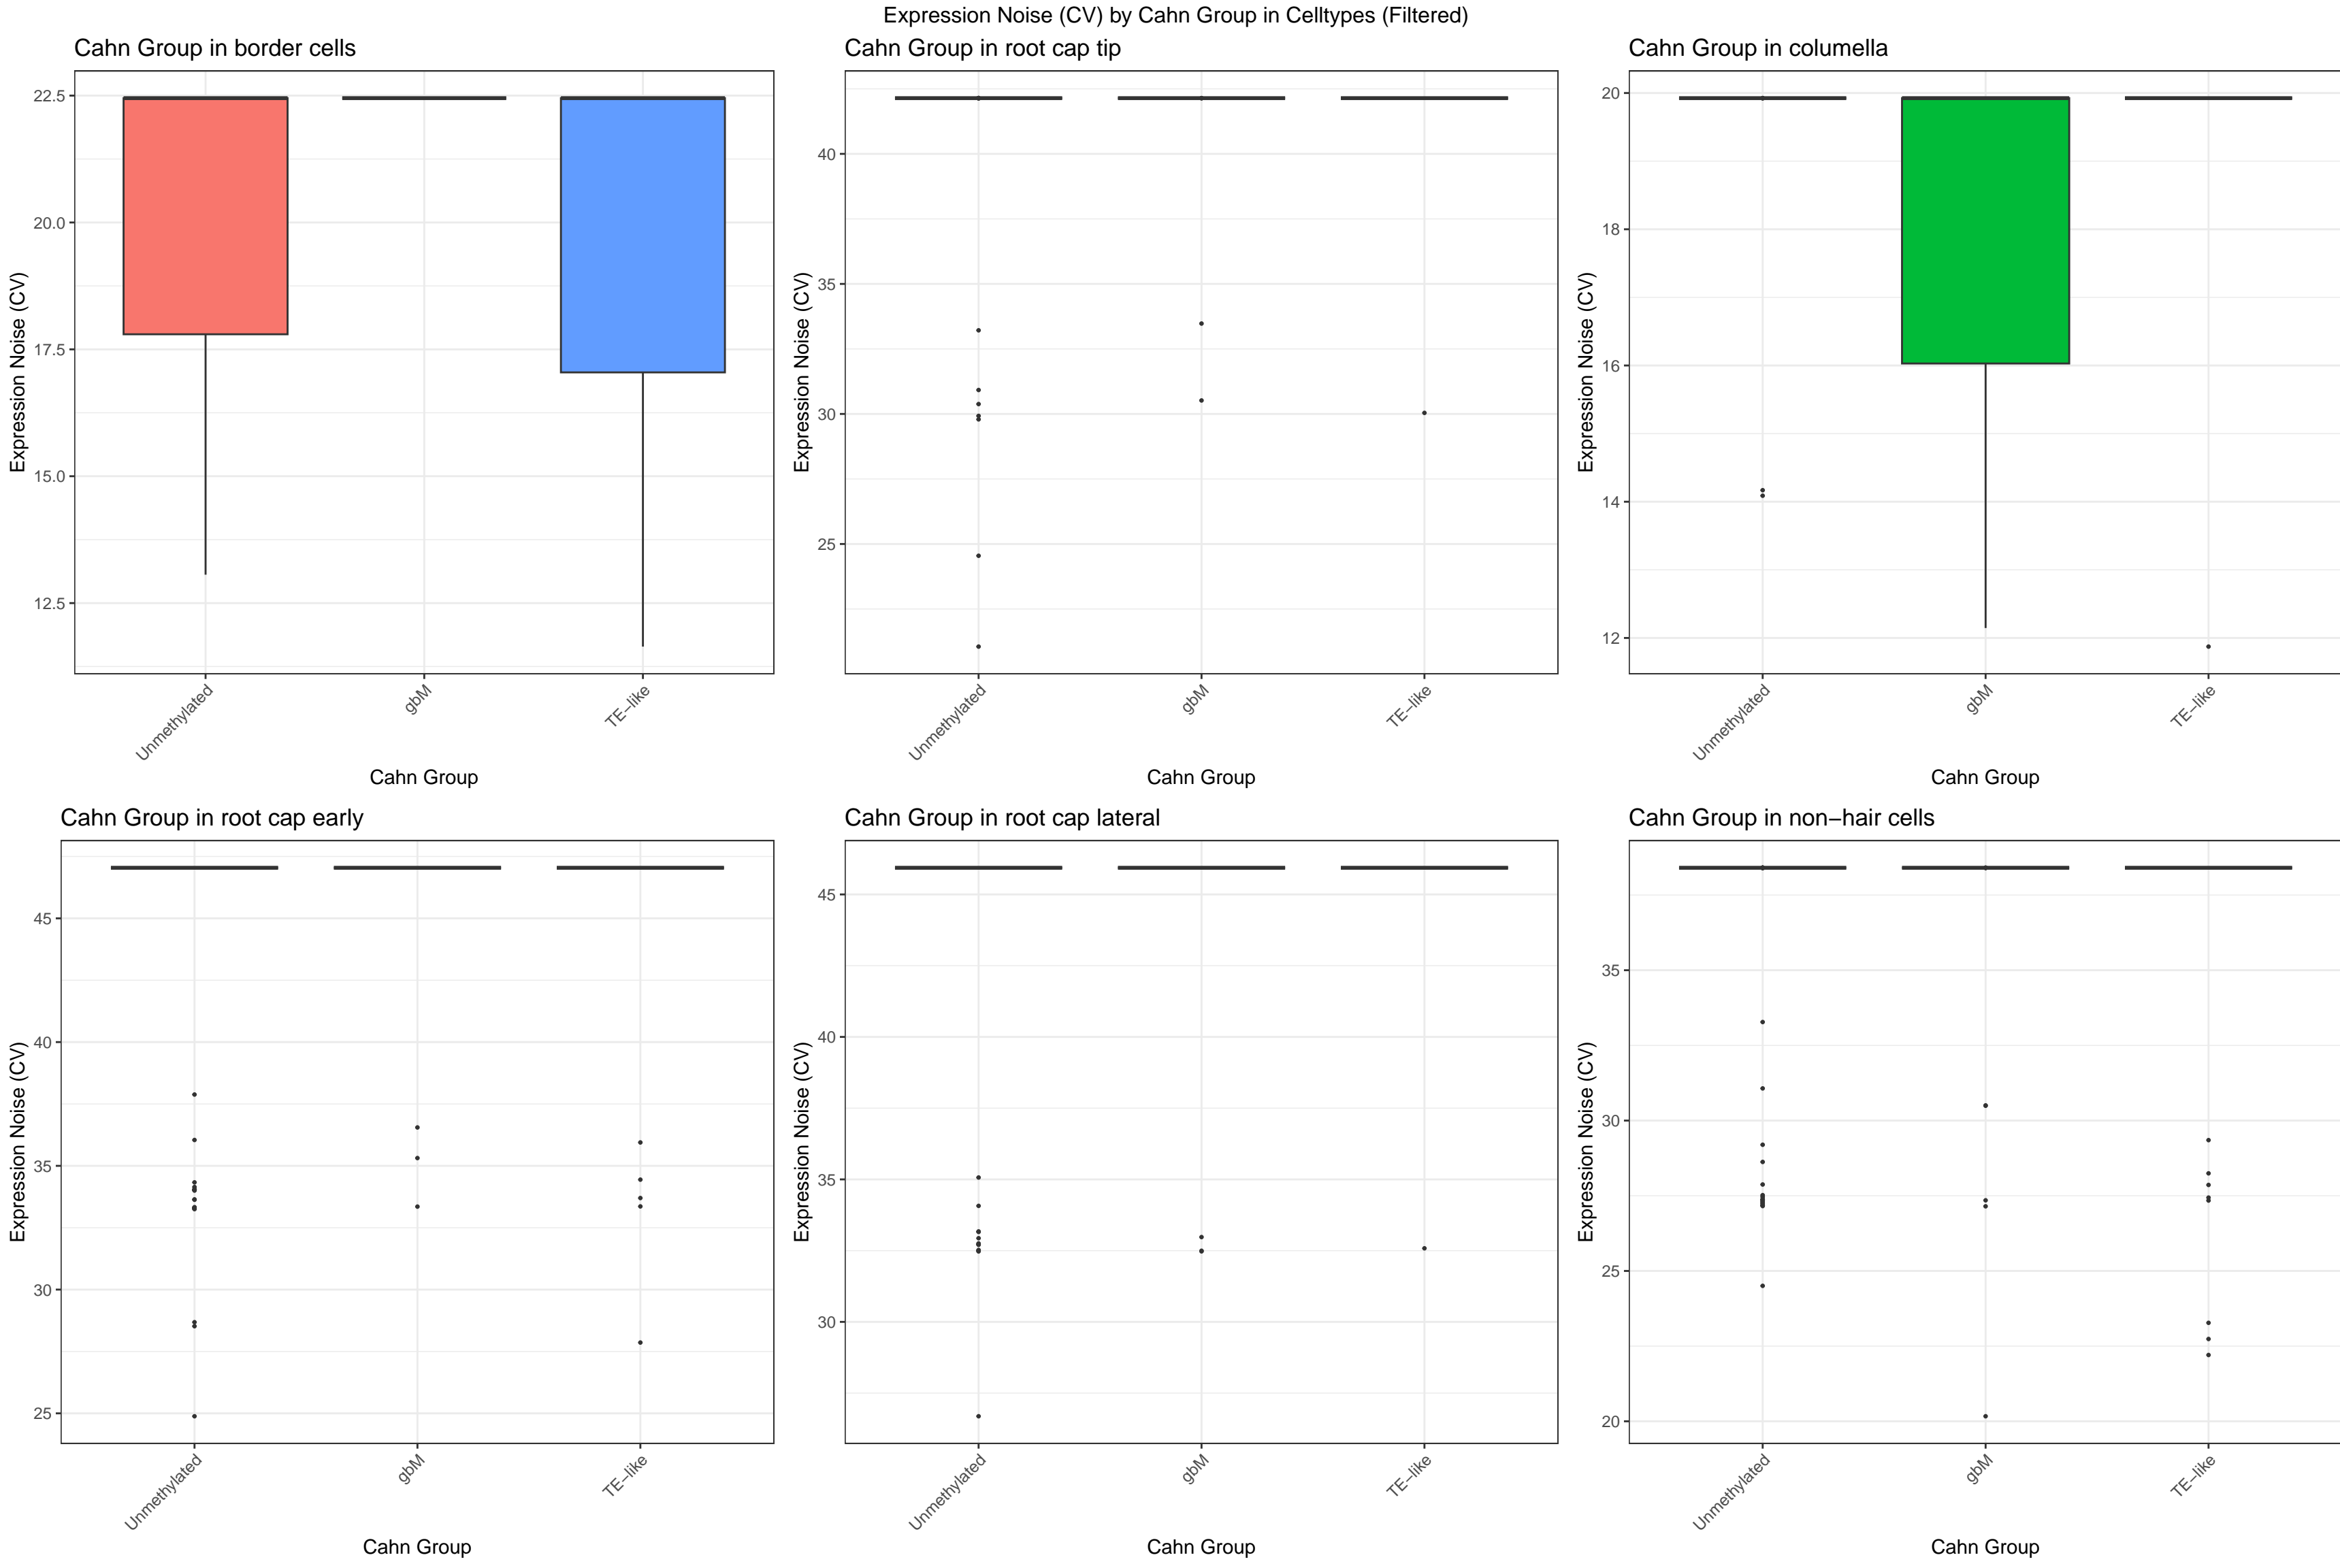 Expression Noise (CV) by Cahn Group in Celltypes (Filtered)
Cahn Group in border cells
Expression Noise (CV)
22.5
20.0
17.5
15.0
12.5
Unmethylated
gbM
TE−like
Cahn Group
Cahn Group in root cap tip
Expression Noise (CV)
40
35
30
25
Unmethylated
gbM
TE−like
Cahn Group
Cahn Group in columella
Expression Noise (CV)
20
18
16
14
12
Unmethylated
gbM
TE−like
Cahn Group
Cahn Group in root cap early
Expression Noise (CV)
45
40
35
30
25
Unmethylated
gbM
TE−like
Cahn Group
Cahn Group in root cap lateral
Expression Noise (CV)
45
40
35
30
Unmethylated
gbM
TE−like
Cahn Group
Cahn Group in non−hair cells
Expression Noise (CV)
35
30
25
20
Unmethylated
gbM
TE−like
Cahn Group